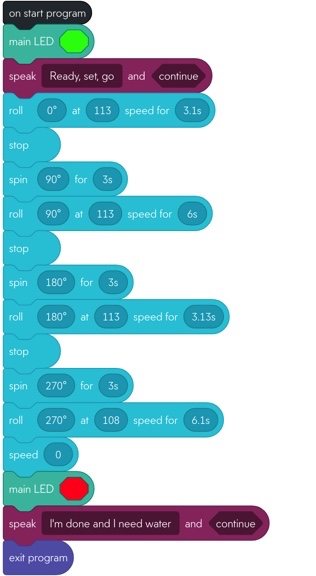 on start program
main LED
speak Ready, set, go and continue
roll 0° at 113 speed for 3.1s
stop
spin 90° for 3s
roll 90° at 113 speed for 6s
stop
spin 180° for 3s
roll 180° at 113 speed for 3.13s
stop
spin 270° for 3s
roll 270° at 108 speed for 6.1s
speed 0
main LED
speak I'm done and I need water and continue
exit program